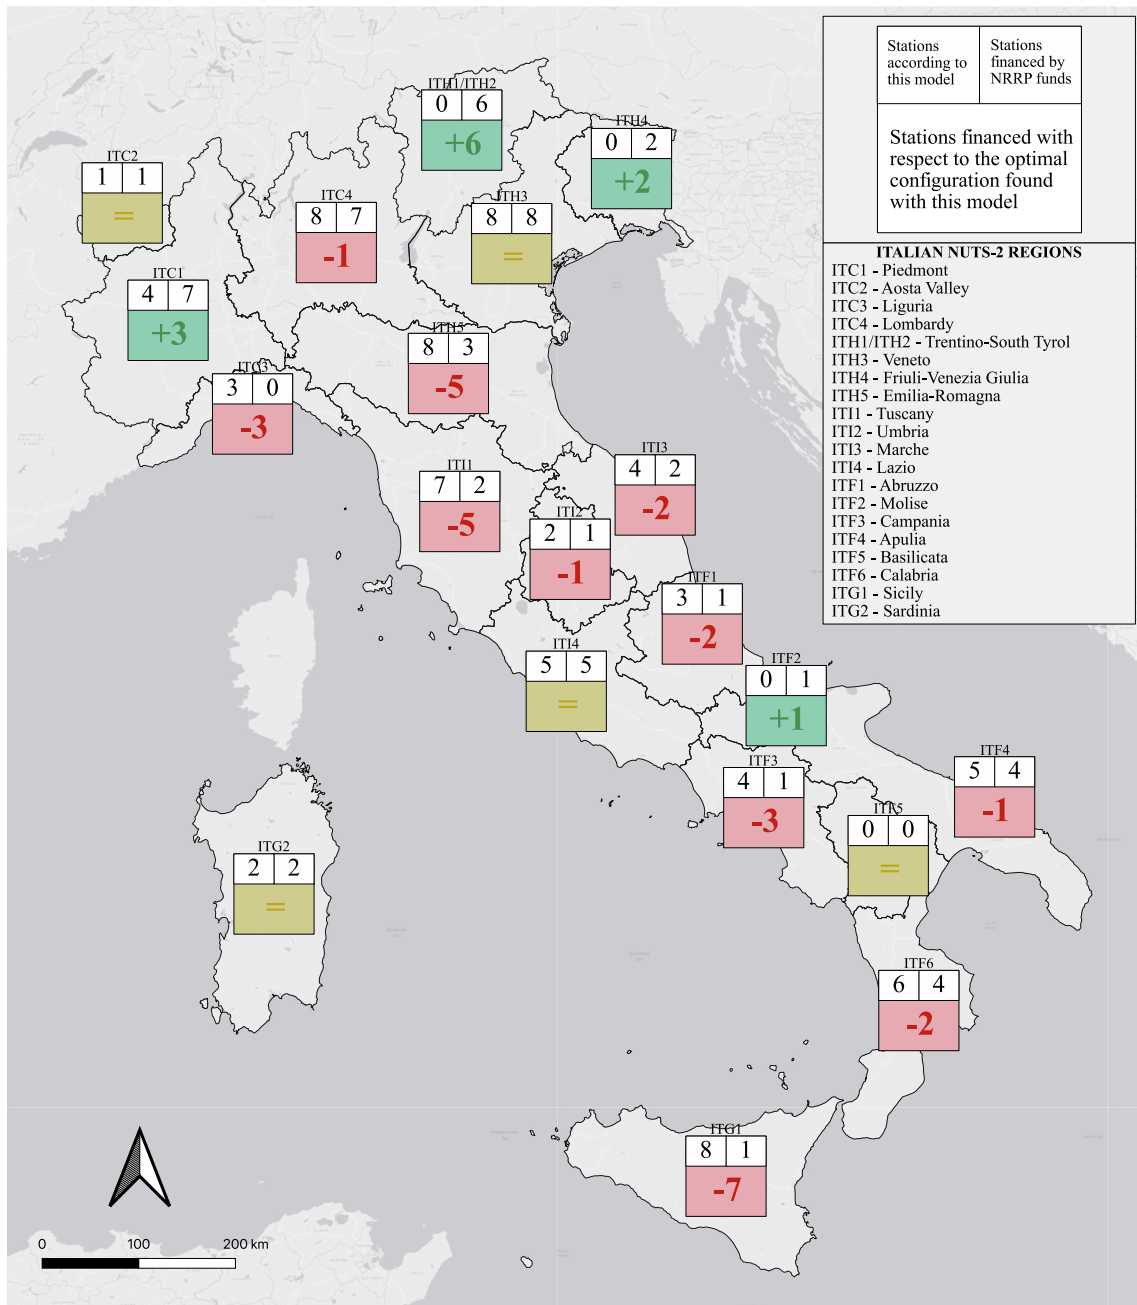 Stations
according to
this model
Stations
financed by
NRRP funds
Stations financed with
respect to the optimal
configuration found
with this model
ITALIAN NUTS-2 REGIONS
ITC1 - Piedmont
ITC2 - Aosta Valley
ITC3 - Liguria
ITC4 - Lombardy
ITH1/ITH2 - Trentino-South Tyrol
ITH3 - Veneto
ITH4 - Friuli-Venezia Giulia
ITH5 - Emilia-Romagna
ITI1 - Tuscany
ITI2 - Umbria
ITI3 - Marche
ITI4 - Lazio
ITF1 - Abruzzo
ITF2 - Molise
ITF3 - Campania
ITF4 - Apulia
ITF5 - Basilicata
ITF6 - Calabria
ITG1 - Sicily
ITG2 - Sardinia
ITH1/ITH2
0 6
+6
ITH4
0 2
+2
ITC2
1 1
=
ITC4
8 7
-1
ITH3
8 8
=
ITC1
4 7
+3
ITH5
8 3
-5
ITC3
3 0
-3
ITI3
4 2
-2
ITI1
7 2
-5
ITI2
2 1
-1
ITF1
3 1
-2
ITI4
5 5
=
ITF2
0 1
+1
ITF3
4 1
-3
ITF4
5 4
-1
ITF5
0 0
=
ITG2
2 2
=
ITF6
6 4
-2
ITG1
8 1
-7
0 100 200 km